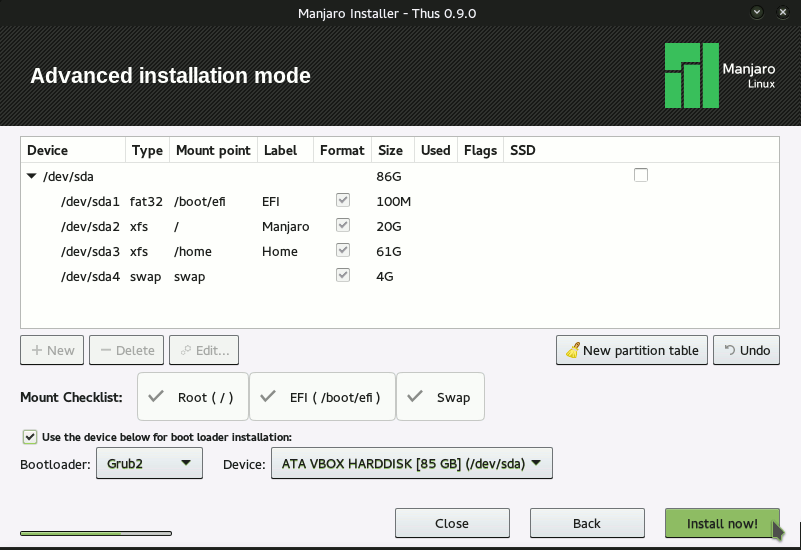 Manjaro Installer - Thus 0.9.0
Advanced installation mode
Manjaro
Linux
Device Type Mount point Label Format Size Used Flags SSD
/dev/sda 86G
/dev/sda1 fat32 /boot/efi EFI 100M
/dev/sda2 xfs / Manjaro 20G
/dev/sda3 xfs /home Home 61G
/dev/sda4 swap swap 4G
New Delete Edit... New partition table Undo
Mount Checklist: Root ( / ) EFI ( /boot/efi ) Swap
Use the device below for boot loader installation:
Bootloader: Grub2 Device: ATA VBOX HARDDISK [85 GB] (/dev/sda)
Close Back Install now!